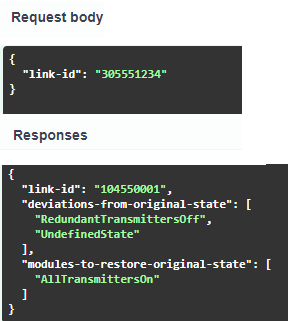 Request body
{
  "link-id": "305551234"
}
Responses
{
  "link-id": "104550001",
  "deviations-from-original-state": [
    "RedundantTransmittersOff",
    "UndefinedState"
  ],
  "modules-to-restore-original-state": [
    "AllTransmittersOn"
  ]
}